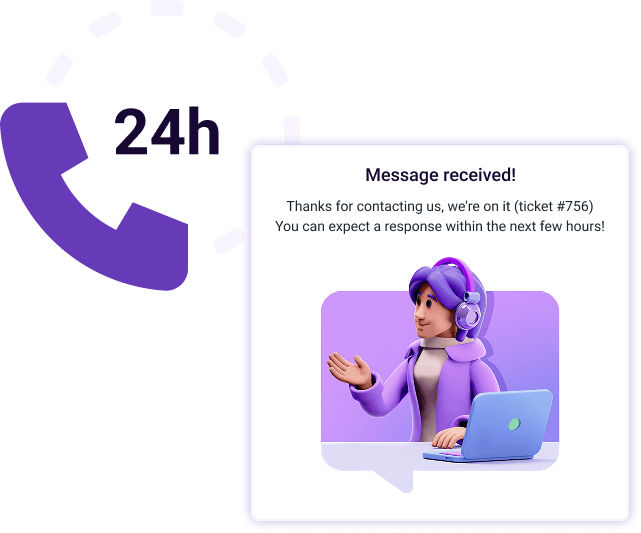 24h
Message received!
Thanks for contacting us, we're on it (ticket #756)
You can expect a response within the next few hours!